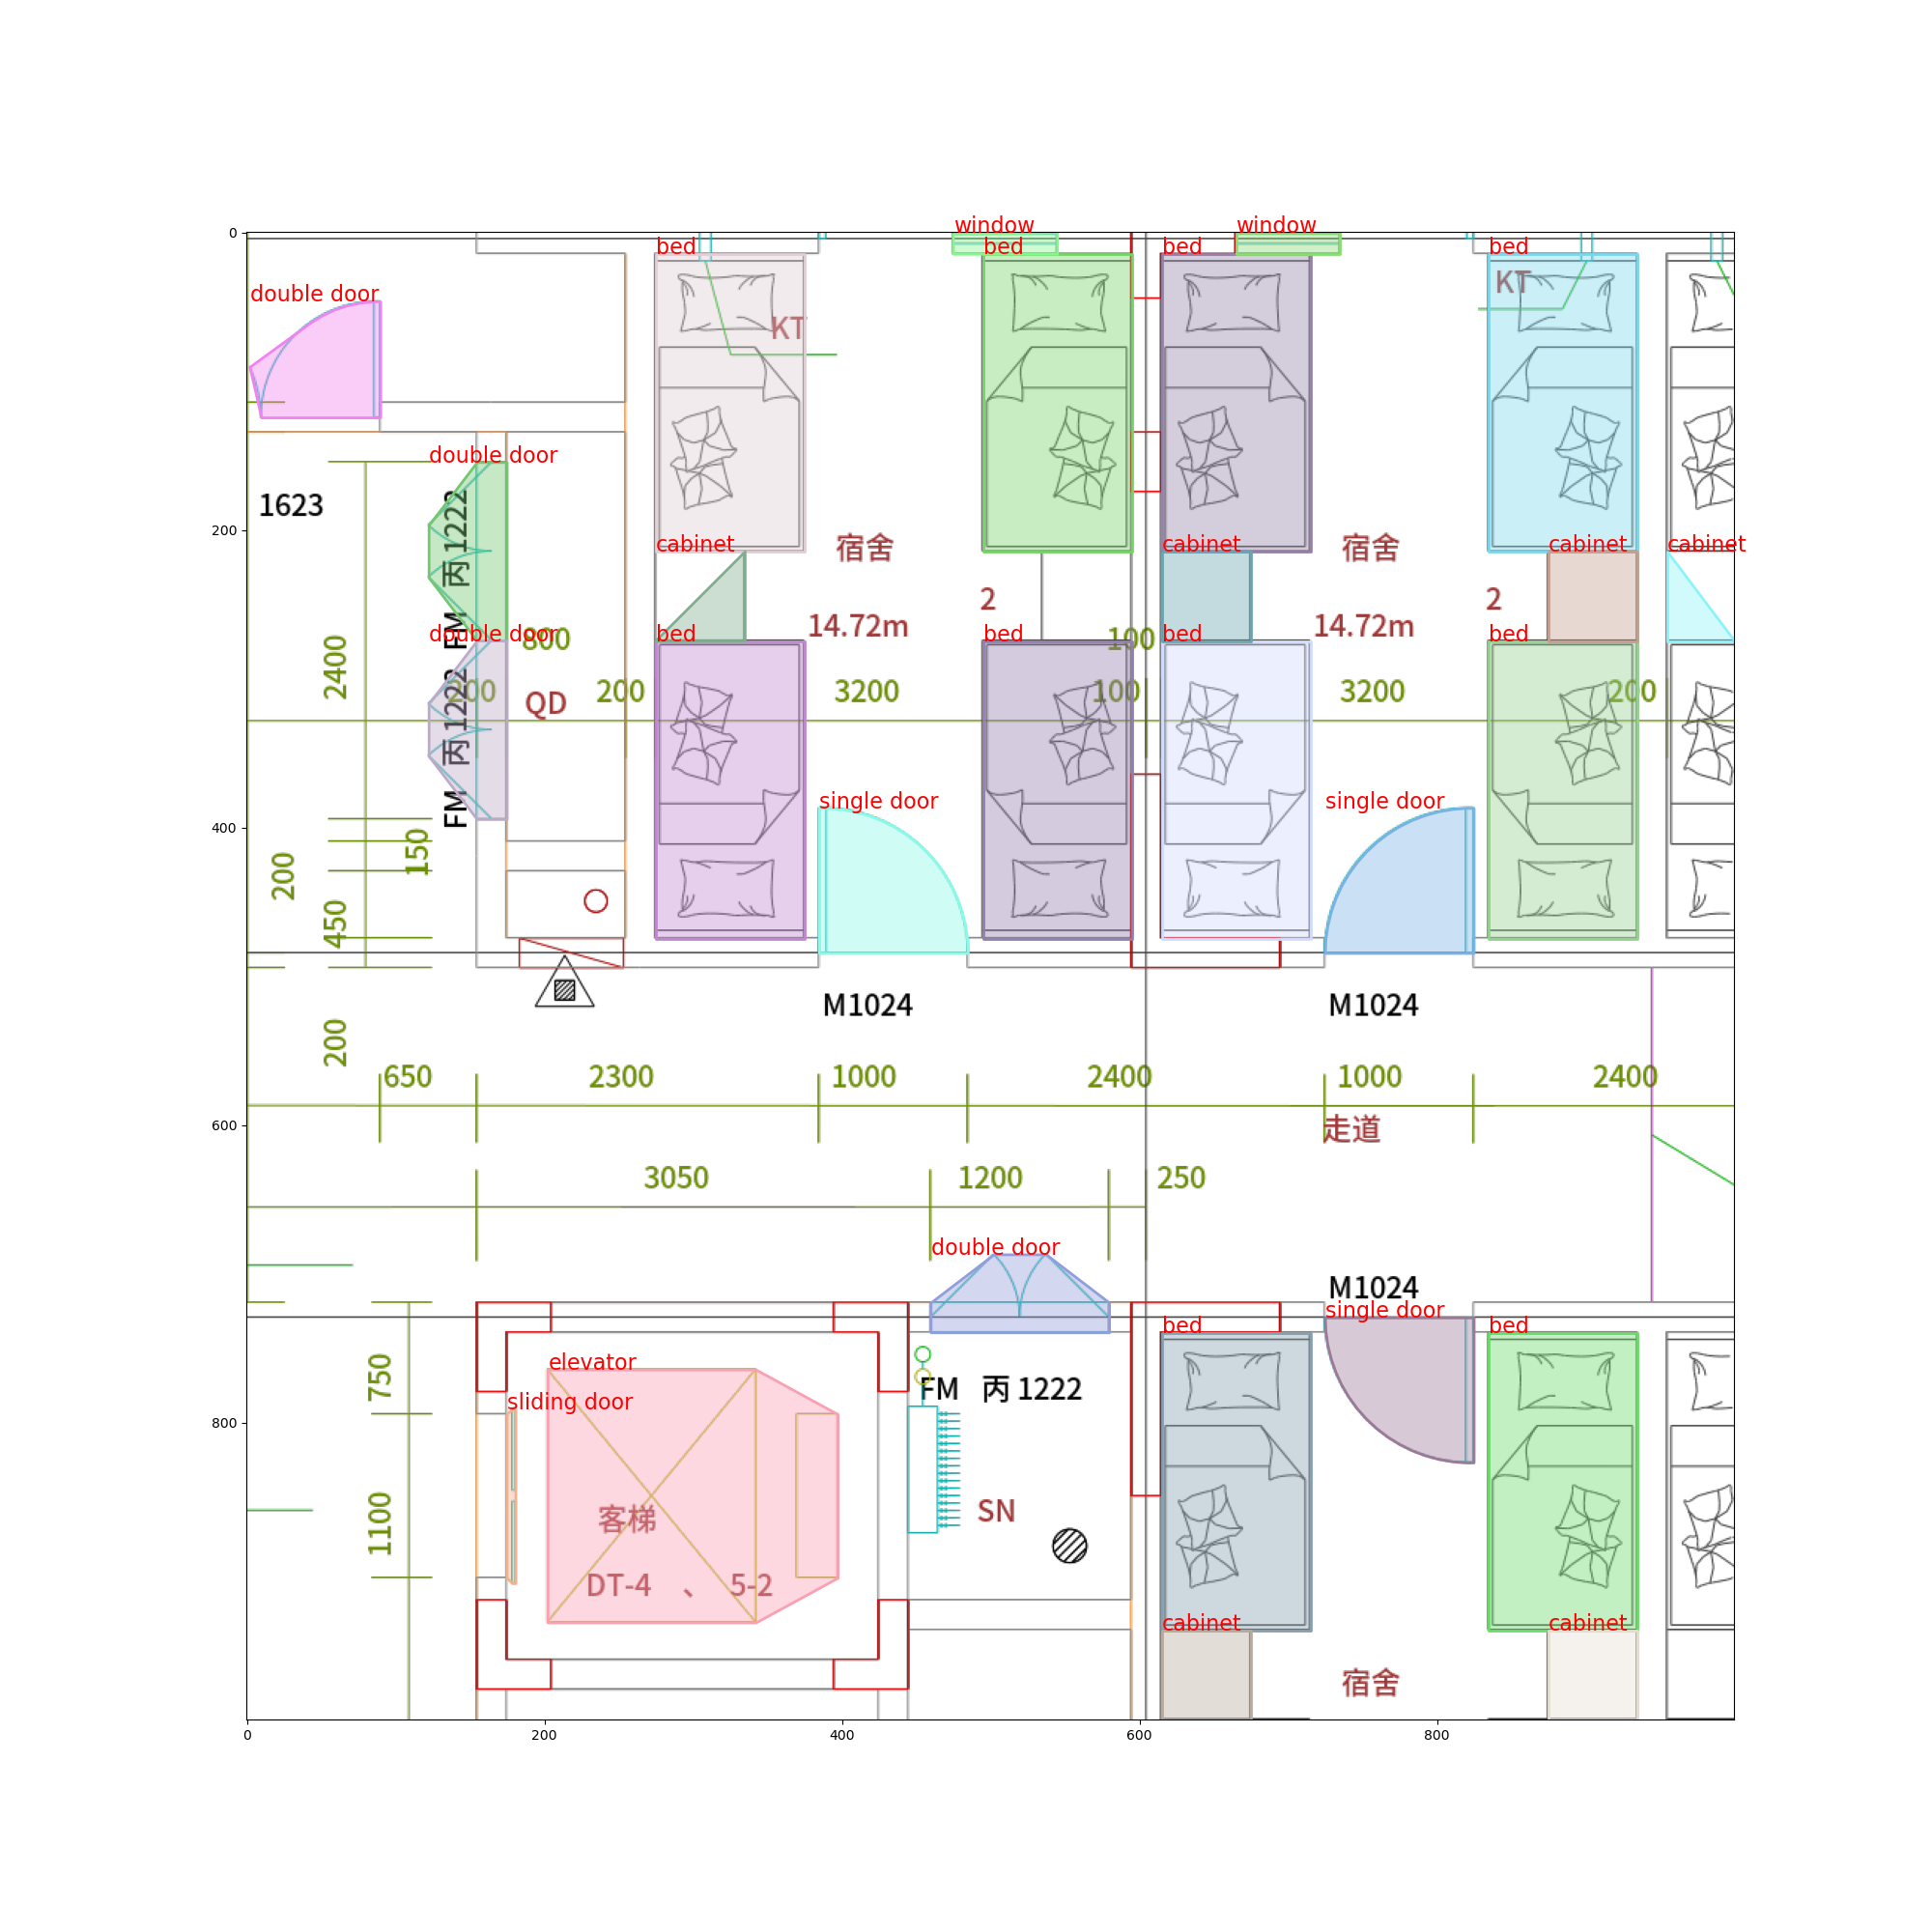 window
window
bed
bed
bed
bed
KT
double door
KT
double door
1623
FM 丙 1222
宿舍
宿舍
cabinet
cabinet
cabinet
cabinet
2
2
14.72m
14.72m
double door
800
bed
bed
100
bed
bed
2400
200
200
3200
100
3200
200
QD
FM 丙 1222
single door
single door
150
200
450
M1024
M1024
200
650
2300
1000
2400
1000
2400
走道
3050
1200
250
double door
M1024
single door
bed
bed
elevator
750
FM 丙 1222
sliding door
SN
1100
客梯
DT-4 、 5-2
cabinet
cabinet
宿舍
0
200
400
600
800
0
200
400
600
800